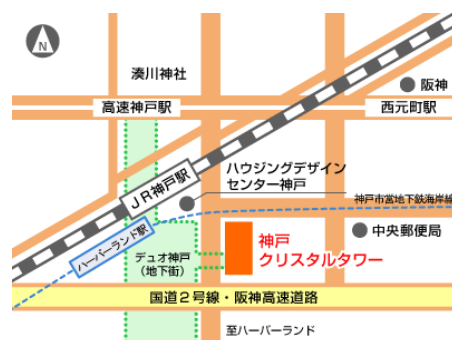 N
湊川神社
阪神
高速神戸駅
西元町駅
ハウジングデザイン
センター神戸
JR神戸駅
神戸市営地下鉄海岸線
ハーバーランド駅
デュオ神戸
(地下街)
神戸
クリスタルタワー
中央郵便局
国道2号線・阪神高速道路
至ハーバーランド